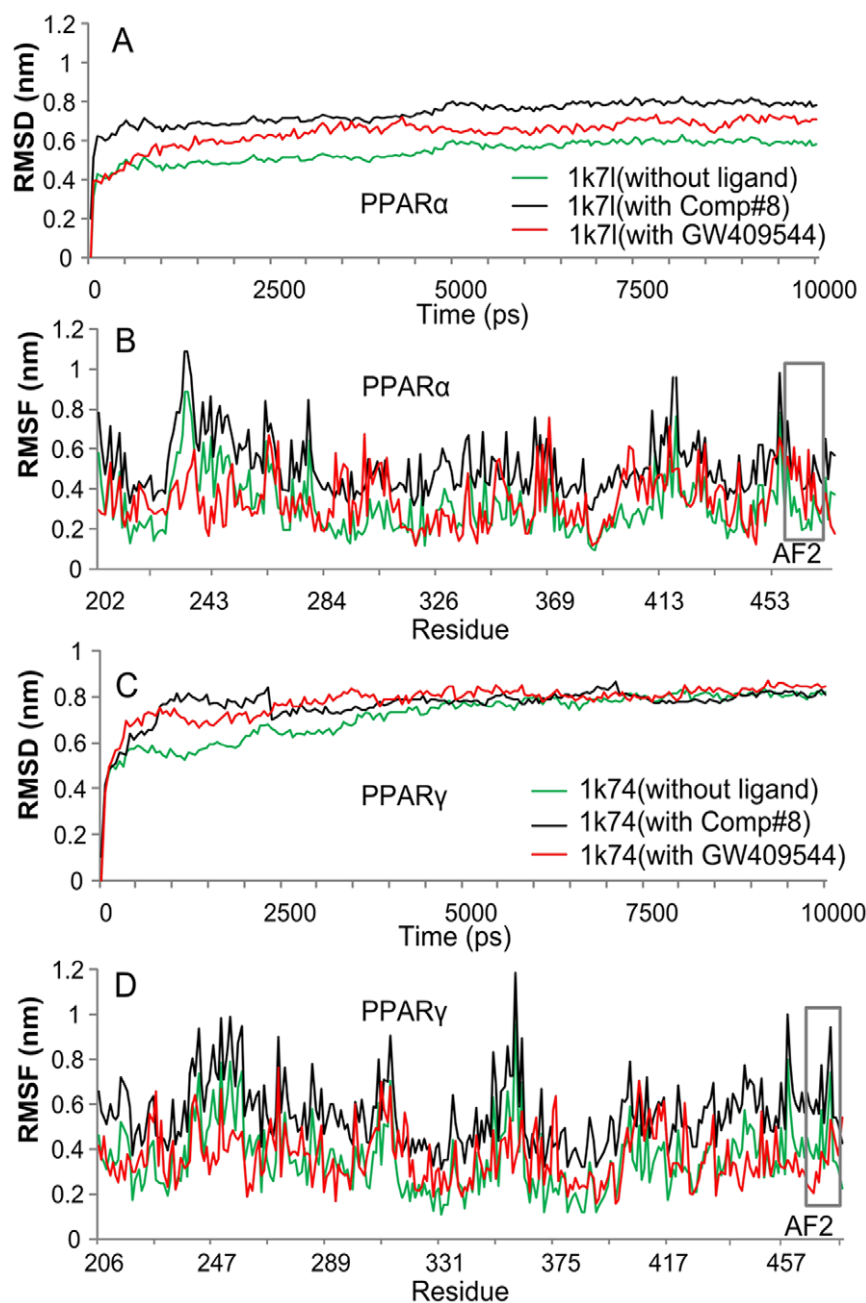 A
RMSD (nm)
1.2
1
0.8
0.6
0.4
0.2
0
PPARα
1k7l(without ligand)
1k7l(with Comp#8)
1k7l(with GW409544)
0 2500 5000 7500 10000
Time (ps)
B
RMSF (nm)
1.2
1
0.8
0.6
0.4
0.2
0
PPARα
AF2
202 243 284 326 369 413 453
Residue
C
RMSD (nm)
1.2
1
0.8
0.6
0.4
0.2
0
PPARγ
1k74(without ligand)
1k74(with Comp#8)
1k74(with GW409544)
0 2500 5000 7500 10000
Time (ps)
D
RMSF (nm)
1.2
1
0.8
0.6
0.4
0.2
0
PPARγ
AF2
206 247 289 331 375 417 457
Residue